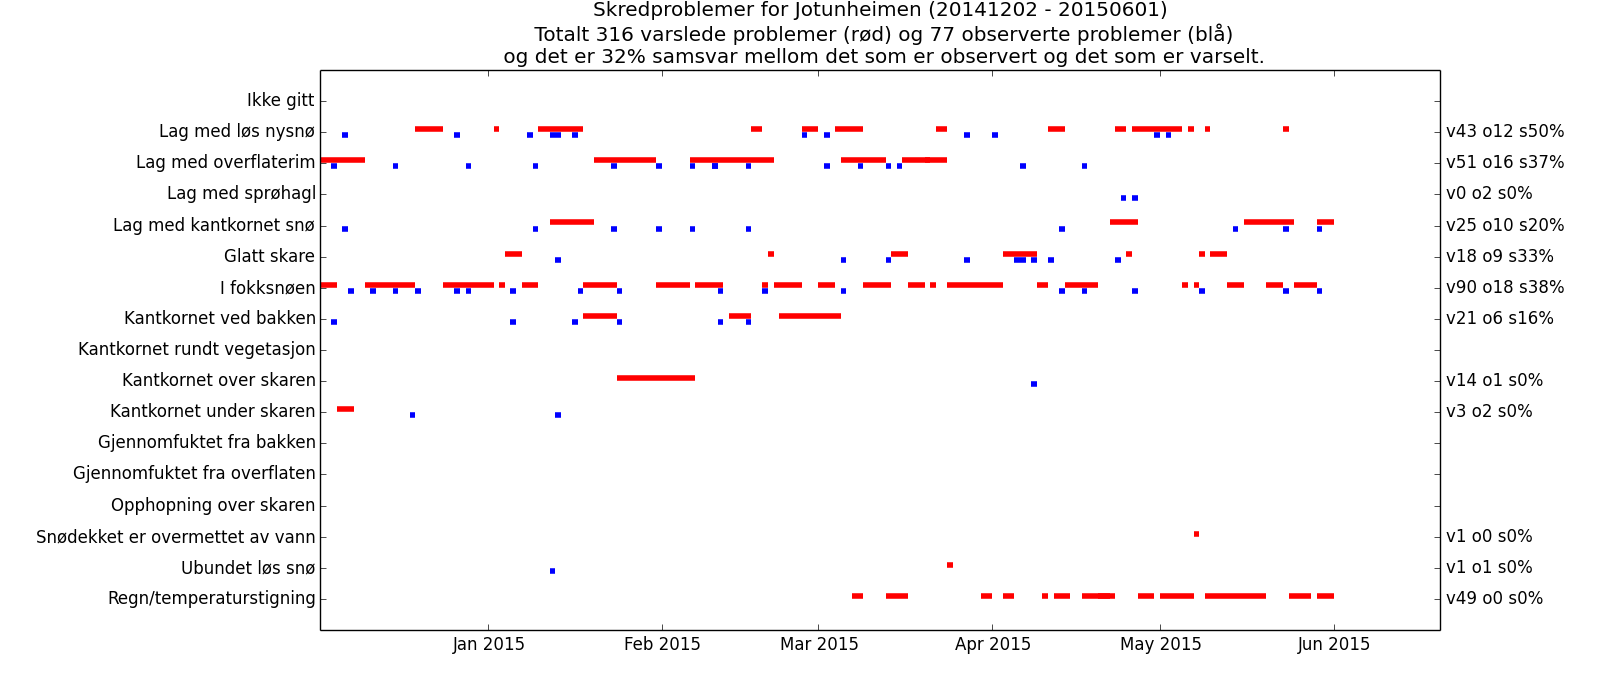 Skredproblemer for Jotunheimen (20141202 - 20150601)
Totalt 316 varslede problemer (rød) og 77 observerte problemer (blå)
og det er 32% samsvar mellom det som er observert og det som er varselt.
Ikke gitt
Lag med løs nysnø v43 o12 s50%
Lag med overflaterim v51 o16 s37%
Lag med sprøhagl v0 o2 s0%
Lag med kantkornet snø v25 o10 s20%
Glatt skare v18 o9 s33%
I fokksnøen v90 o18 s38%
Kantkornet ved bakken v21 o6 s16%
Kantkornet rundt vegetasjon
Kantkornet over skaren v14 o1 s0%
Kantkornet under skaren v3 o2 s0%
Gjennomfuktet fra bakken
Gjennomfuktet fra overflaten
Opphopning over skaren
Snødekket er overmettet av vann v1 o0 s0%
Ubundet løs snø v1 o1 s0%
Regn/temperaturstigning v49 o0 s0%
Jan 2015 Feb 2015 Mar 2015 Apr 2015 May 2015 Jun 2015